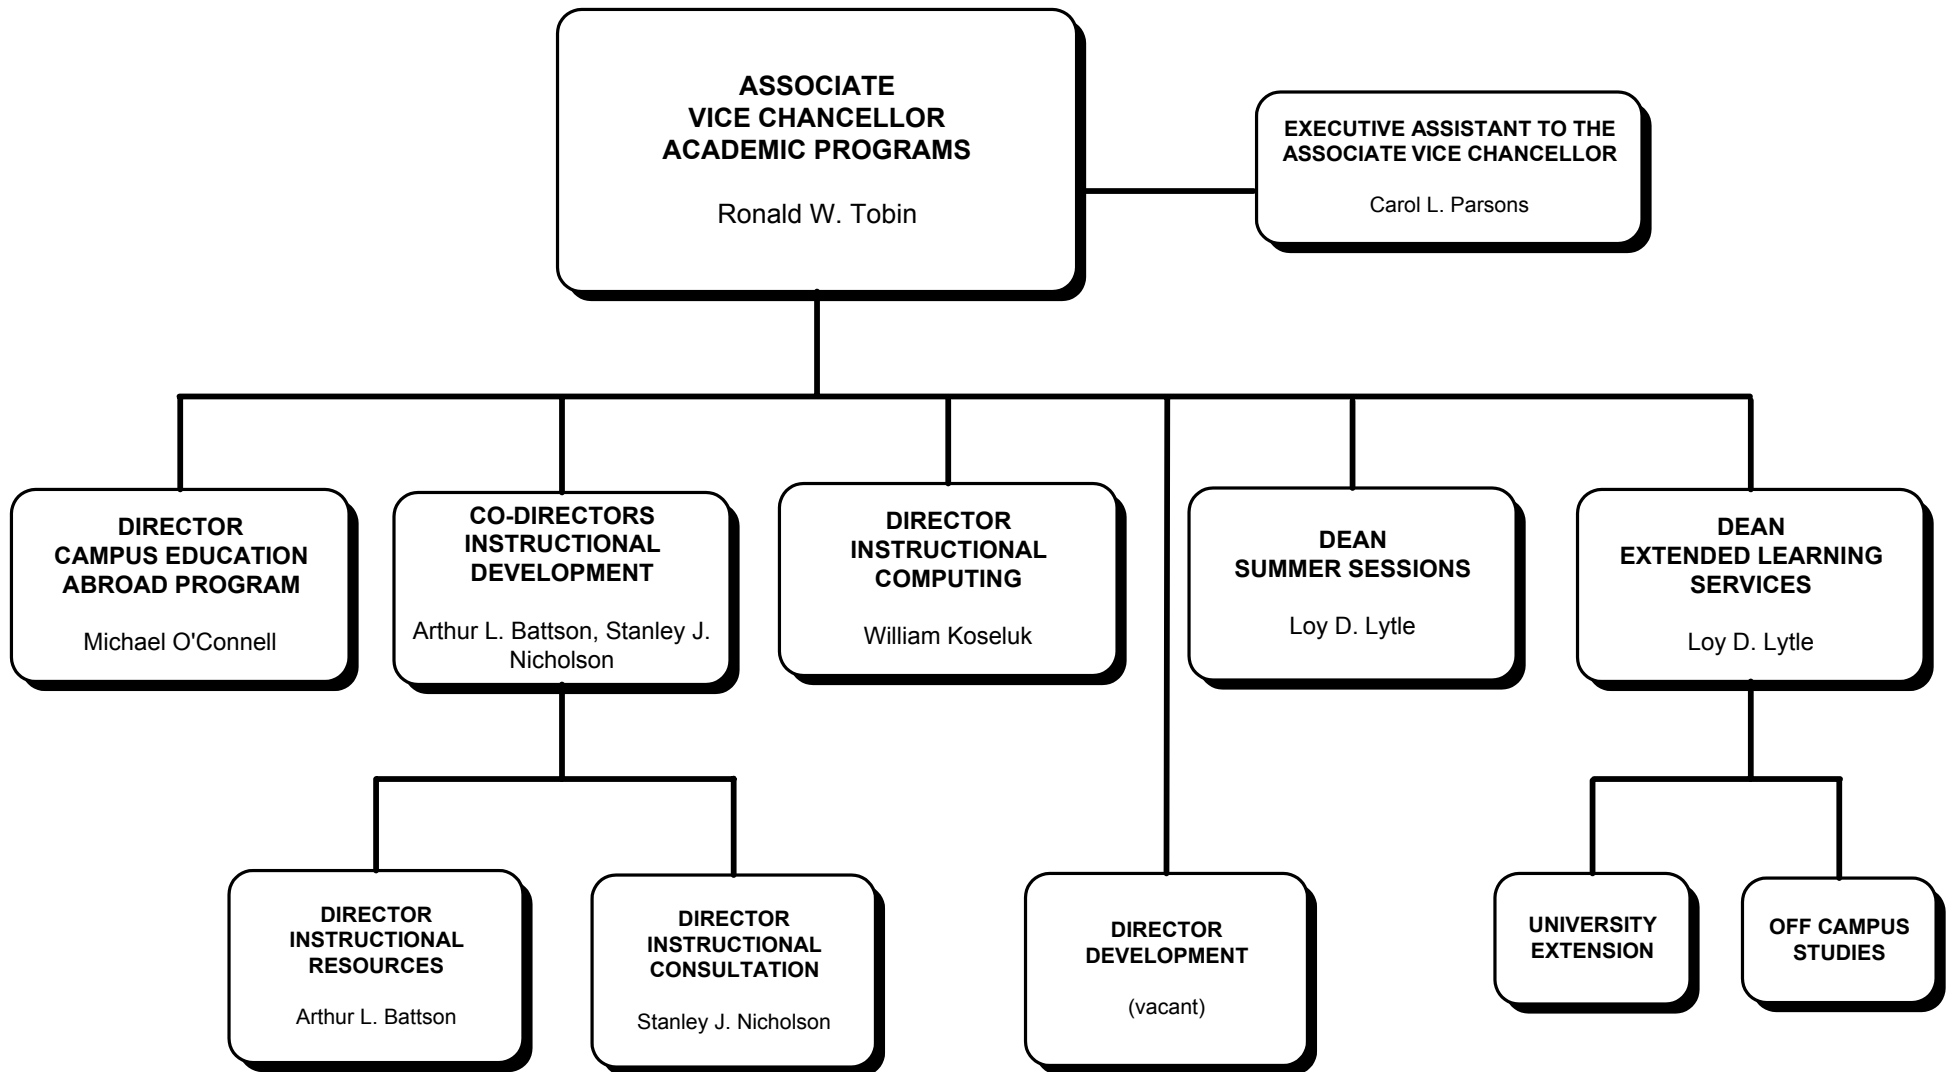 ASSOCIATE
VICE CHANCELLOR
ACADEMIC PROGRAMS
Ronald W. Tobin
EXECUTIVE ASSISTANT TO THE
ASSOCIATE VICE CHANCELLOR
Carol L. Parsons
DIRECTOR
CAMPUS EDUCATION
ABROAD PROGRAM
Michael O'Connell
CO-DIRECTORS
INSTRUCTIONAL
DEVELOPMENT
Arthur L. Battson, Stanley J.
Nicholson
DIRECTOR
INSTRUCTIONAL
COMPUTING
William Koseluk
DEAN
SUMMER SESSIONS
Loy D. Lytle
DEAN
EXTENDED LEARNING
SERVICES
Loy D. Lytle
DIRECTOR
INSTRUCTIONAL
RESOURCES
Arthur L. Battson
DIRECTOR
INSTRUCTIONAL
CONSULTATION
Stanley J. Nicholson
DIRECTOR
DEVELOPMENT
(vacant)
UNIVERSITY
EXTENSION
OFF CAMPUS
STUDIES